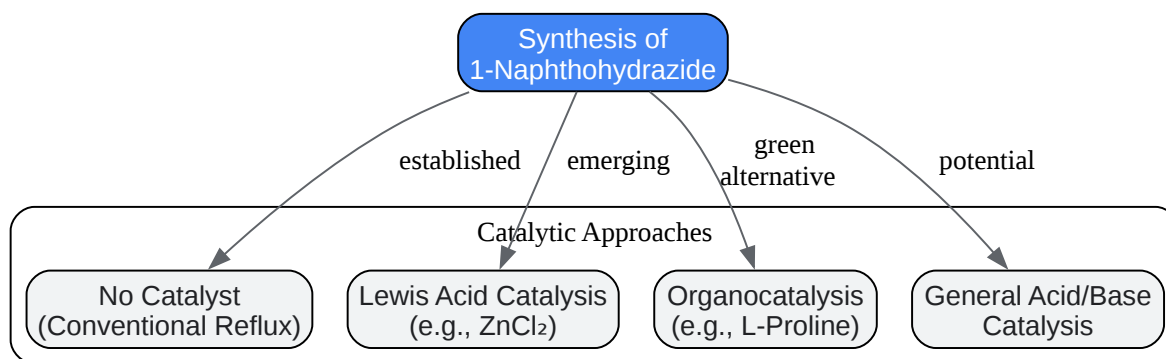 Synthesis of
1-Naphthohydrazide
established
emerging
green
alternative
potential
Catalytic Approaches
No Catalyst
(Conventional Reflux)
Lewis Acid Catalysis
(e.g., ZnCl₂)
Organocatalysis
(e.g., L-Proline)
General Acid/Base
Catalysis